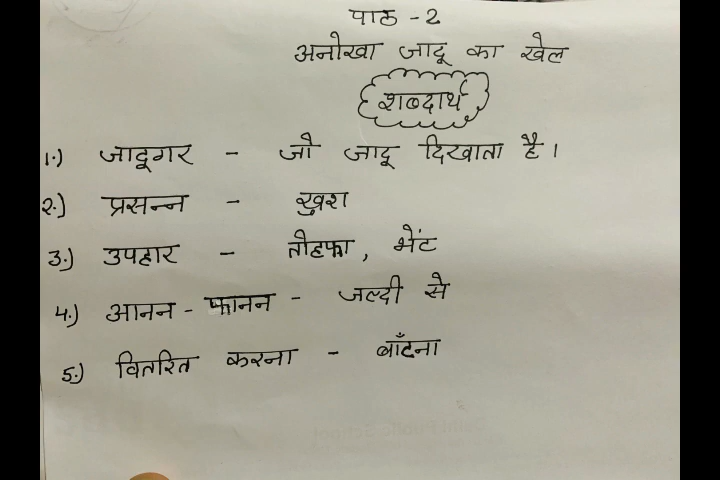 पाठ - 2
अनोखा जादू का खेल
शब्दार्थ
1.) जादूगर - जो जादू दिखाता है।
2.) प्रसन्न - खुश
3.) उपहार - तोहफा, भेंट
4.) आनन - फानन - जल्दी से
5.) वितरित करना - बाँटना